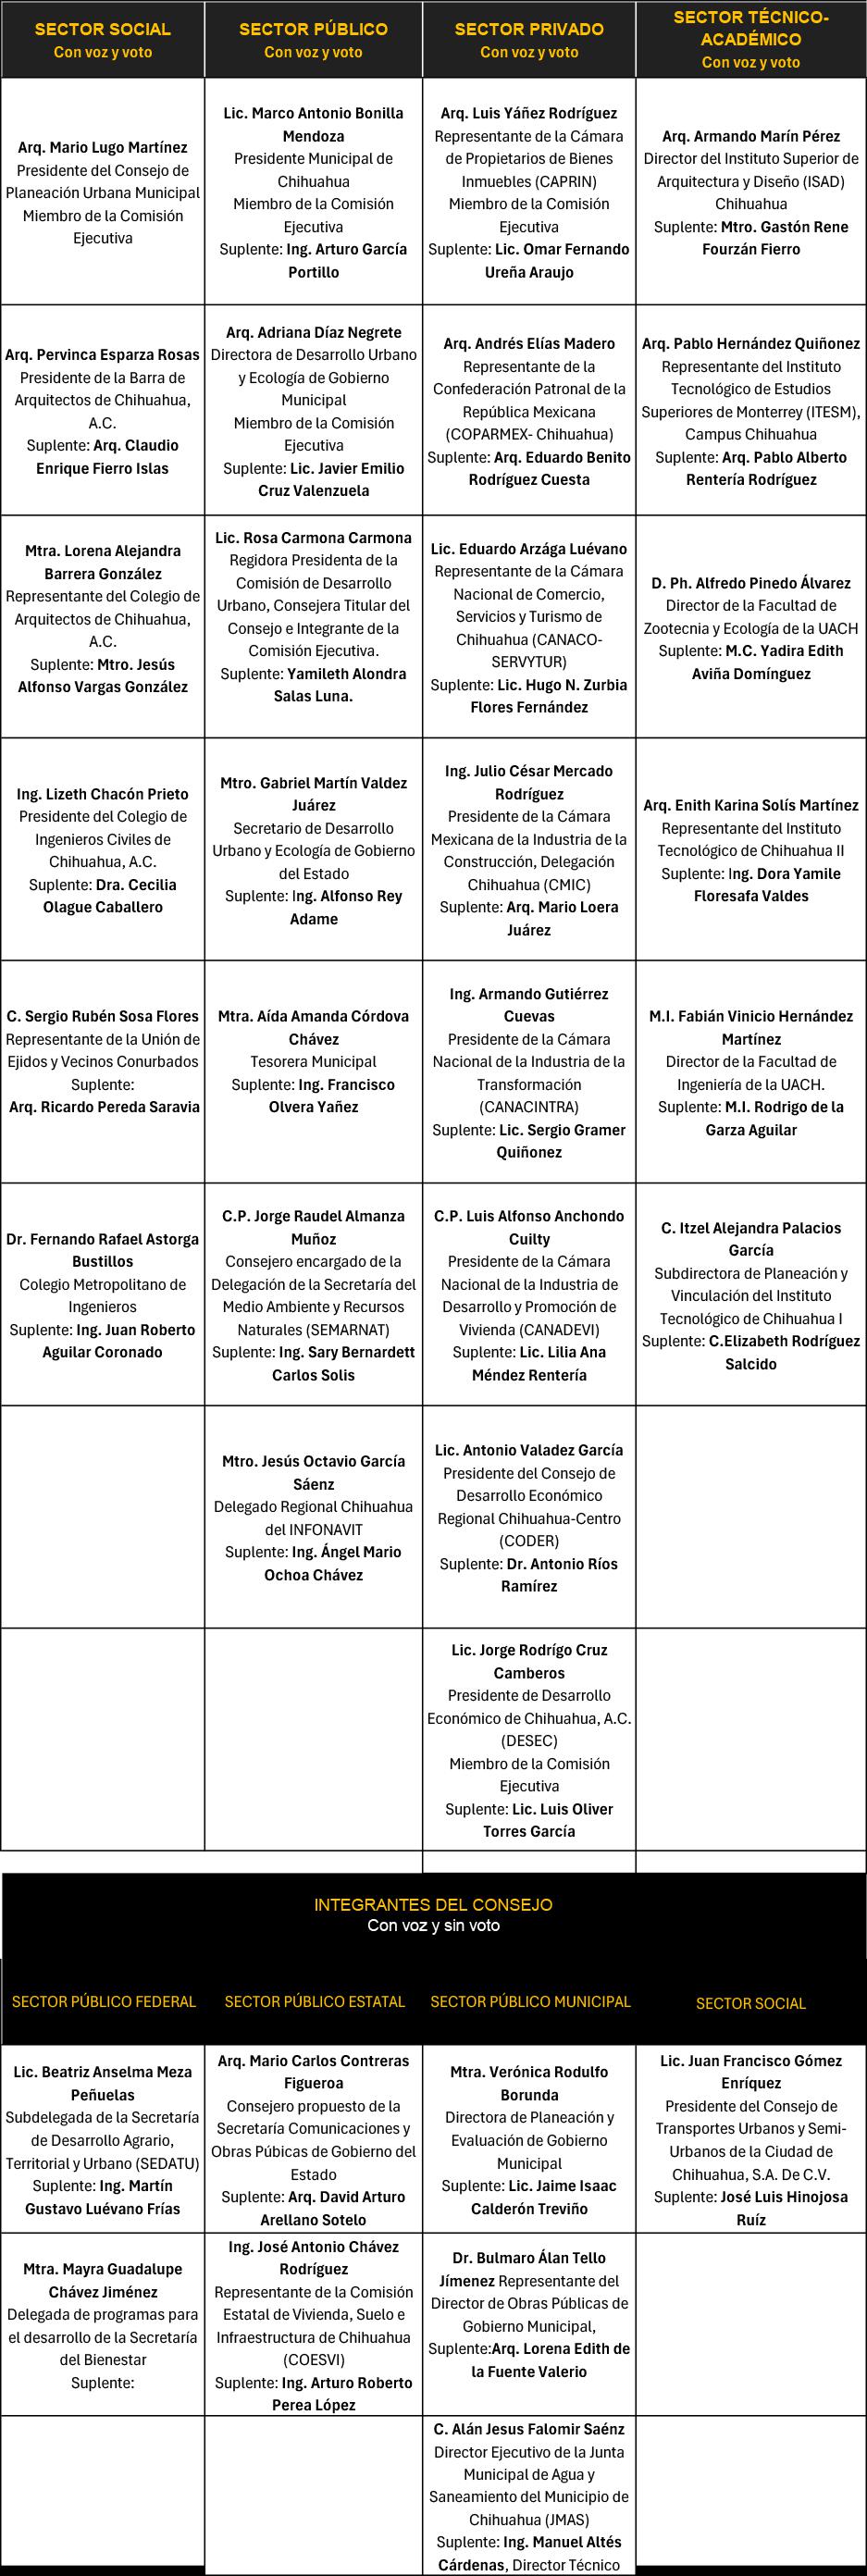 SECTOR SOCIAL
Con voz y voto
SECTOR PÚBLICO
Con voz y voto
SECTOR PRIVADO
Con voz y voto
SECTOR TÉCNICO-
ACADÉMICO
Con voz y voto
Arq. Mario Lugo Martínez
Presidente del Consejo de
Planeación Urbana Municipal
Miembro de la Comisión
Ejecutiva
Lic. Marco Antonio Bonilla
Mendoza
Presidente Municipal de
Chihuahua
Miembro de la Comisión
Ejecutiva
Suplente: Ing. Arturo García
Portillo
Arq. Luis Yáñez Rodríguez
Representante de la Cámara
de Propietarios de Bienes
Inmuebles (CAPRIN)
Miembro de la Comisión
Ejecutiva
Suplente: Lic. Omar Fernando
Ureña Araujo
Arq. Armando Marín Pérez
Director del Instituto Superior de
Arquitectura y Diseño (ISAD)
Chihuahua
Suplente: Mtro. Gastón Rene
Fourzán Fierro
Arq. Pervinca Esparza Rosas
Presidente de la Barra de
Arquitectos de Chihuahua,
A.C.
Suplente: Arq. Claudio
Enrique Fierro Islas
Arq. Adriana Díaz Negrete
Directora de Desarrollo Urbano
y Ecología de Gobierno
Municipal
Miembro de la Comisión
Ejecutiva
Suplente: Lic. Javier Emilio
Cruz Valenzuela
Arq. Andrés Elías Madero
Representante de la
Confederación Patronal de la
República Mexicana
(COPARMEX- Chihuahua)
Suplente: Arq. Eduardo Benito
Rodríguez Cuesta
Arq. Pablo Hernández Quiñonez
Representante del Instituto
Tecnológico de Estudios
Superiores de Monterrey (ITESM),
Campus Chihuahua
Suplente: Arq. Pablo Alberto
Rentería Rodríguez
Mtra. Lorena Alejandra
Barrera González
Representante del Colegio de
Arquitectos de Chihuahua,
A.C.
Suplente: Mtro. Jesús
Alfonso Vargas González
Lic. Rosa Carmona Carmona
Regidora Presidenta de la
Comisión de Desarrollo
Urbano, Consejera Titular del
Consejo e Integrante de la
Comisión Ejecutiva.
Suplente: Yamileth Alondra
Salas Luna.
Lic. Eduardo Arzága Luévano
Representante de la Cámara
Nacional de Comercio,
Servicios y Turismo de
Chihuahua (CANACO-
SERVYTUR)
Suplente: Lic. Hugo N. Zurbia
Flores Fernández
D. Ph. Alfredo Pinedo Álvarez
Director de la Facultad de
Zootecnia y Ecología de la UACH
Suplente: M.C. Yadira Edith
Aviña Domínguez
Ing. Lizeth Chacón Prieto
Presidente del Colegio de
Ingenieros Civiles de
Chihuahua, A.C.
Suplente: Dra. Cecilia
Olague Caballero
Mtro. Gabriel Martín Valdez
Juárez
Secretario de Desarrollo
Urbano y Ecología de Gobierno
del Estado
Suplente: Ing. Alfonso Rey
Adame
Ing. Julio César Mercado
Rodríguez
Presidente de la Cámara
Mexicana de la Industria de la
Construcción, Delegación
Chihuahua (CMIC)
Suplente: Arq. Mario Loera
Juárez
Arq. Enith Karina Solís Martínez
Representante del Instituto
Tecnológico de Chihuahua II
Suplente: Ing. Dora Yamile
Floresafa Valdes
C. Sergio Rubén Sosa Flores
Representante de la Unión de
Ejidos y Vecinos Conurbados
Suplente:
Arq. Ricardo Pereda Saravia
Mtra. Aída Amanda Córdova
Chávez
Tesorera Municipal
Suplente: Ing. Francisco
Olvera Yañez
Ing. Armando Gutiérrez
Cuevas
Presidente de la Cámara
Nacional de la Industria de la
Transformación
(CANACINTRA)
Suplente: Lic. Sergio Gramer
Quiñonez
M.I. Fabián Vinicio Hernández
Martínez
Director de la Facultad de
Ingeniería de la UACH.
Suplente: M.I. Rodrigo de la
Garza Aguilar
Dr. Fernando Rafael Astorga
Bustillos
Colegio Metropolitano de
Ingenieros
Suplente: Ing. Juan Roberto
Aguilar Coronado
C.P. Jorge Raudel Almanza
Muñoz
Consejero encargado de la
Delegación de la Secretaría del
Medio Ambiente y Recursos
Naturales (SEMARNAT)
Suplente: Ing. Sary Bernardett
Carlos Solis
C.P. Luis Alfonso Anchondo
Cuilty
Presidente de la Cámara
Nacional de la Industria de
Desarrollo y Promoción de
Vivienda (CANADEVI)
Suplente: Lic. Lilia Ana
Méndez Rentería
C. Itzel Alejandra Palacios
García
Subdirectora de Planeación y
Vinculación del Instituto
Tecnológico de Chihuahua I
Suplente: C.Elizabeth Rodríguez
Salcido
Mtro. Jesús Octavio García
Sáenz
Delegado Regional Chihuahua
del INFONAVIT
Suplente: Ing. Ángel Mario
Ochoa Chávez
Lic. Antonio Valadez García
Presidente del Consejo de
Desarrollo Económico
Regional Chihuahua-Centro
(CODER)
Suplente: Dr. Antonio Ríos
Ramírez
Lic. Jorge Rodrígo Cruz
Camberos
Presidente de Desarrollo
Económico de Chihuahua, A.C.
(DESEC)
Miembro de la Comisión
Ejecutiva
Suplente: Lic. Luis Oliver
Torres García
INTEGRANTES DEL CONSEJO
Con voz y sin voto
SECTOR PÚBLICO FEDERAL
SECTOR PÚBLICO ESTATAL
SECTOR PÚBLICO MUNICIPAL
SECTOR SOCIAL
Lic. Beatriz Anselma Meza
Peñuelas
Subdelegada de la Secretaría
de Desarrollo Agrario,
Territorial y Urbano (SEDATU)
Suplente: Ing. Martín
Gustavo Luévano Frías
Arq. Mario Carlos Contreras
Figueroa
Consejero propuesto de la
Secretaría Comunicaciones y
Obras Púbicas de Gobierno del
Estado
Suplente: Arq. David Arturo
Arellano Sotelo
Mtra. Verónica Rodulfo
Borunda
Directora de Planeación y
Evaluación de Gobierno
Municipal
Suplente: Lic. Jaime Isaac
Calderón Treviño
Lic. Juan Francisco Gómez
Enríquez
Presidente del Consejo de
Transportes Urbanos y Semi-
Urbanos de la Ciudad de
Chihuahua, S.A. De C.V.
Suplente: José Luis Hinojosa
Ruíz
Mtra. Mayra Guadalupe
Chávez Jiménez
Delegada de programas para
el desarrollo de la Secretaría
del Bienestar
Suplente:
Ing. José Antonio Chávez
Rodríguez
Representante de la Comisión
Estatal de Vivienda, Suelo e
Infraestructura de Chihuahua
(COESVI)
Suplente: Ing. Arturo Roberto
Perea López
Dr. Bulmaro Álan Tello
Jímenez Representante del
Director de Obras Públicas de
Gobierno Municipal,
Suplente:Arq. Lorena Edith de
la Fuente Valerio
C. Alán Jesus Falomir Saénz
Director Ejecutivo de la Junta
Municipal de Agua y
Saneamiento del Municipio de
Chihuahua (JMAS)
Suplente: Ing. Manuel Altés
Cárdenas, Director Técnico